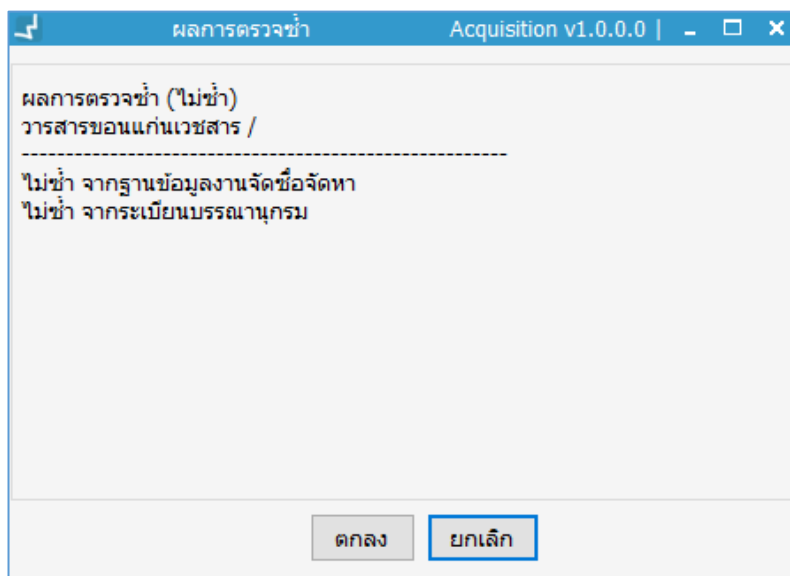 ผลการตรวจซ้ำ Acquisition v1.0.0.0 |
ผลการตรวจซ้ำ (ไม่ซ้ำ)
วารสารขอนแก่นเวชสาร /
-------------------------------------------------------
ไม่ซ้ำ จากฐานข้อมูลงานจัดซื้อจัดหา
ไม่ซ้ำ จากระเบียนบรรณานุกรม
ตกลง ยกเลิก